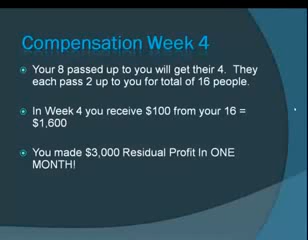 Compensation Week 4
Your 8 passed up to you will get their 4. They
each pass 2 up to you for total of 16 people.
In Week 4 you receive $100 from your 16 =
$1,600
You made $3,000 Residual Profit In ONE
MONTH!